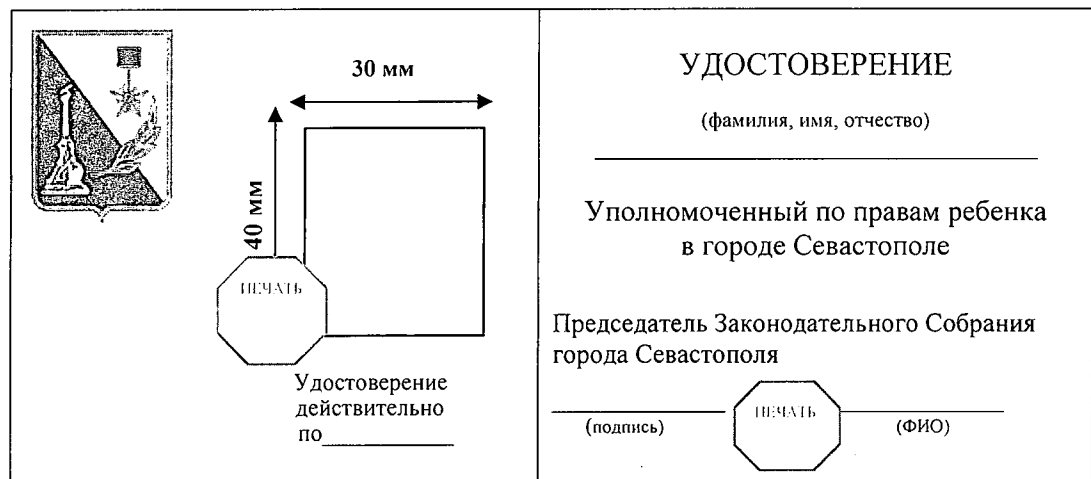 30 мм
40 мм
ПЕЧАТЬ
Удостоверение
действительно
по____________
УДОСТОВЕРЕНИЕ
(фамилия, имя, отчество)
Уполномоченный по правам ребенка
в городе Севастополе
Председатель Законодательного Собрания
города Севастополя
(подпись) ПЕЧАТЬ (ФИО)